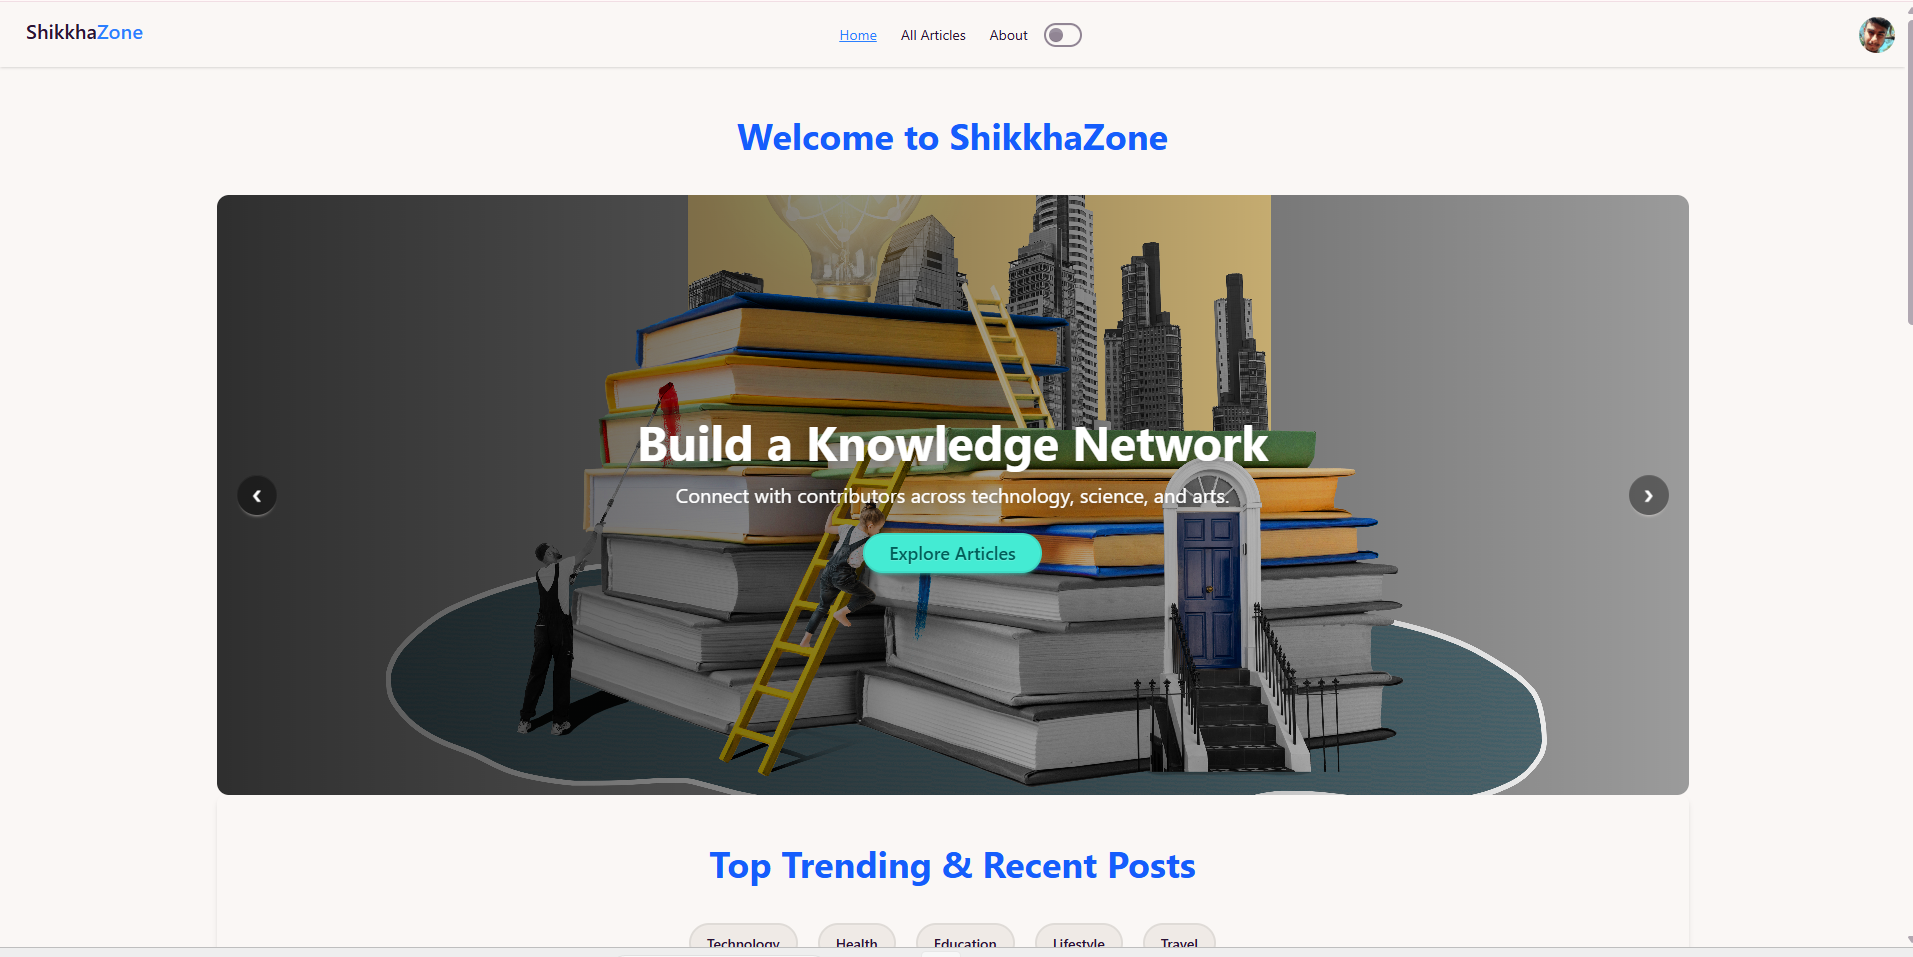 ShikkhaZone
Home All Articles About
Welcome to ShikkhaZone
Build a Knowledge Network
Connect with contributors across technology, science, and arts.
Explore Articles
Top Trending & Recent Posts
Technology Health Education Lifestyle Travel